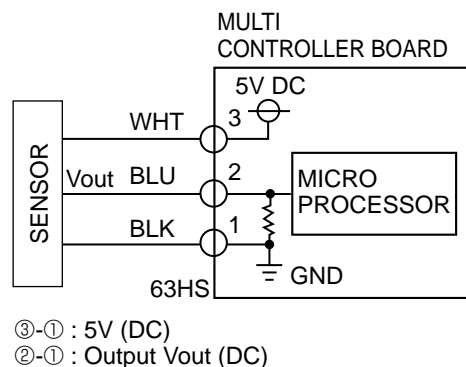 MULTI
CONTROLLER BOARD
5V DC
WHT
3
SENSOR
Vout BLU
2
MICRO
PROCESSOR
BLK
1
GND
63HS
③-① : 5V (DC)
②-① : Output Vout (DC)